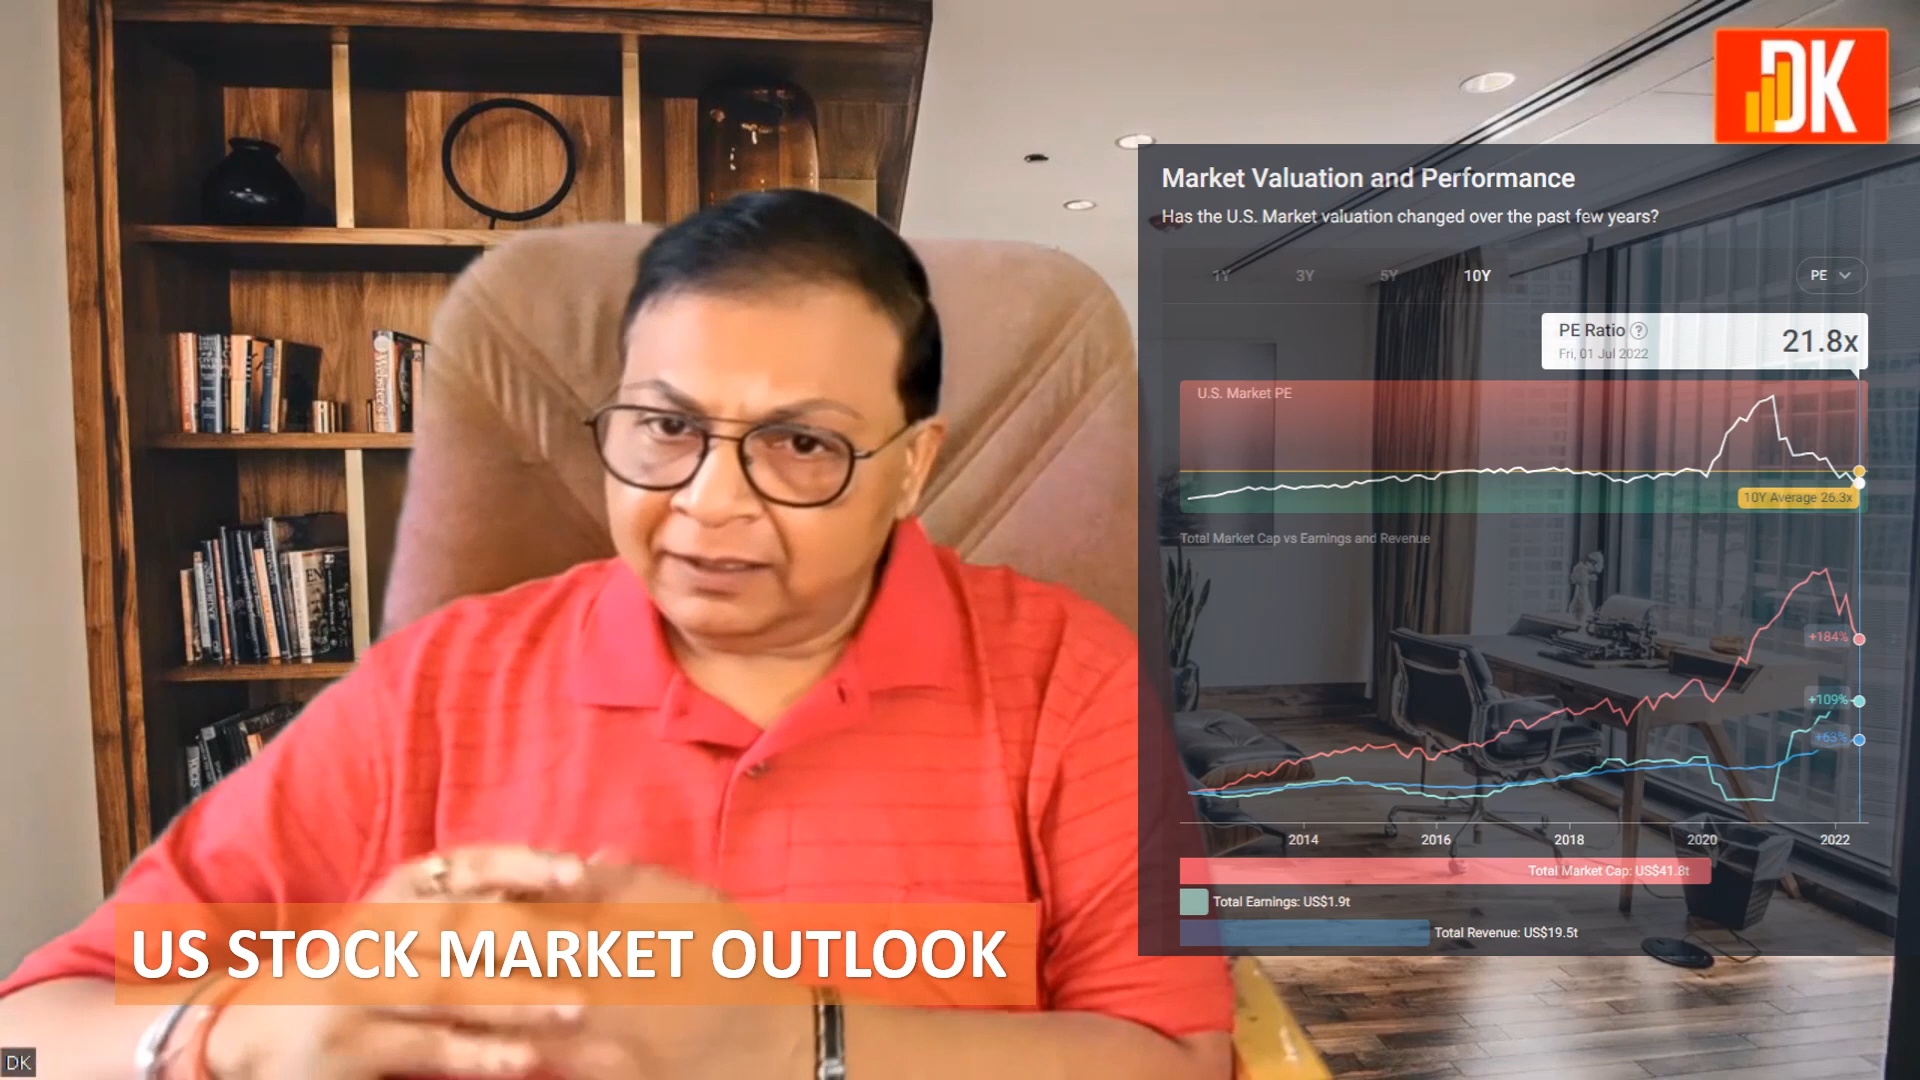 DK
Market Valuation and Performance
Has the U.S. Market valuation changed over the past few years?
1Y 3Y 5Y 10Y PE
PE Ratio ?
Fri, 01 Jul 2022
21.8x
U.S. Market PE
10Y Average 26.3x
Total Market Cap vs Earnings and Revenue
+184%
+109%
+63%
2014 2016 2018 2020 2022
Total Market Cap: US$41.8t
Total Earnings: US$1.9t
Total Revenue: US$19.5t
US STOCK MARKET OUTLOOK
DK